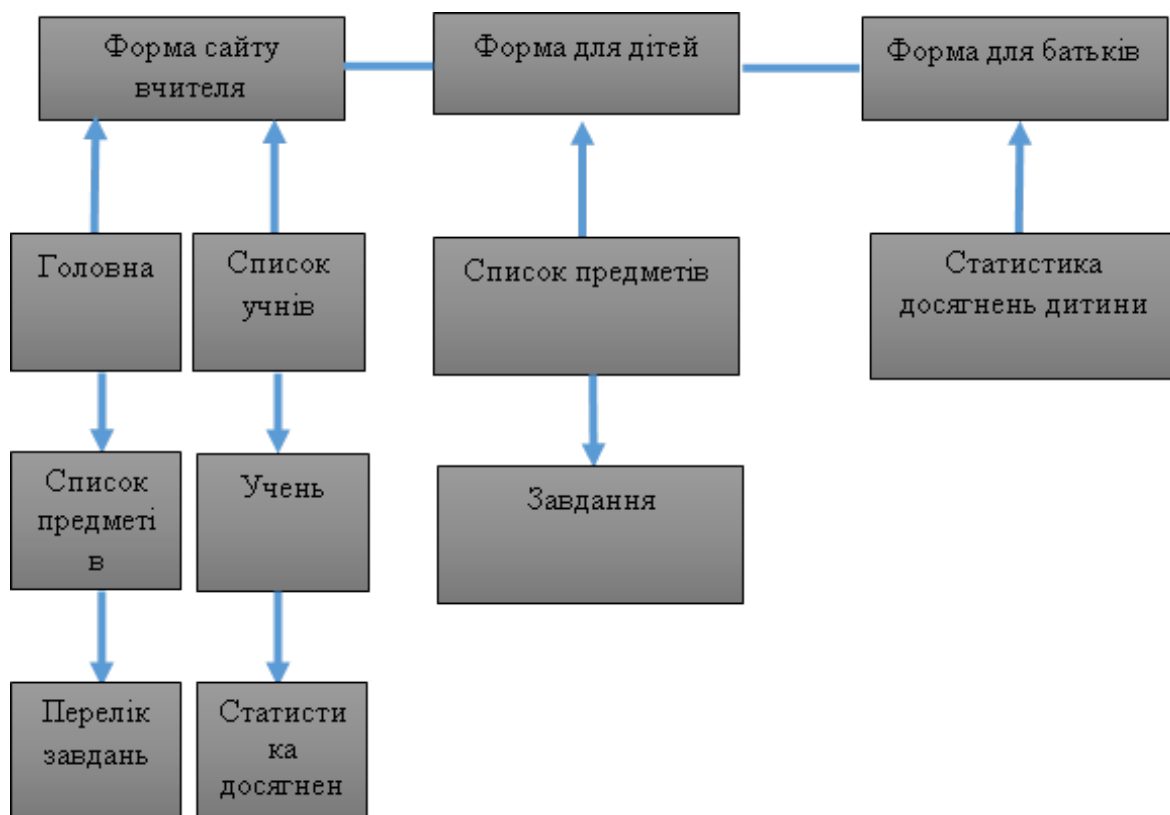 Форма сайту
вчителя
Форма для дітей
Форма для батьків
Головна
Список
учнів
Список предметів
Статистика
досягнень дитини
Список
предметі
в
Учень
Завдання
Перелік
завдань
Статисти
ка
досягнен